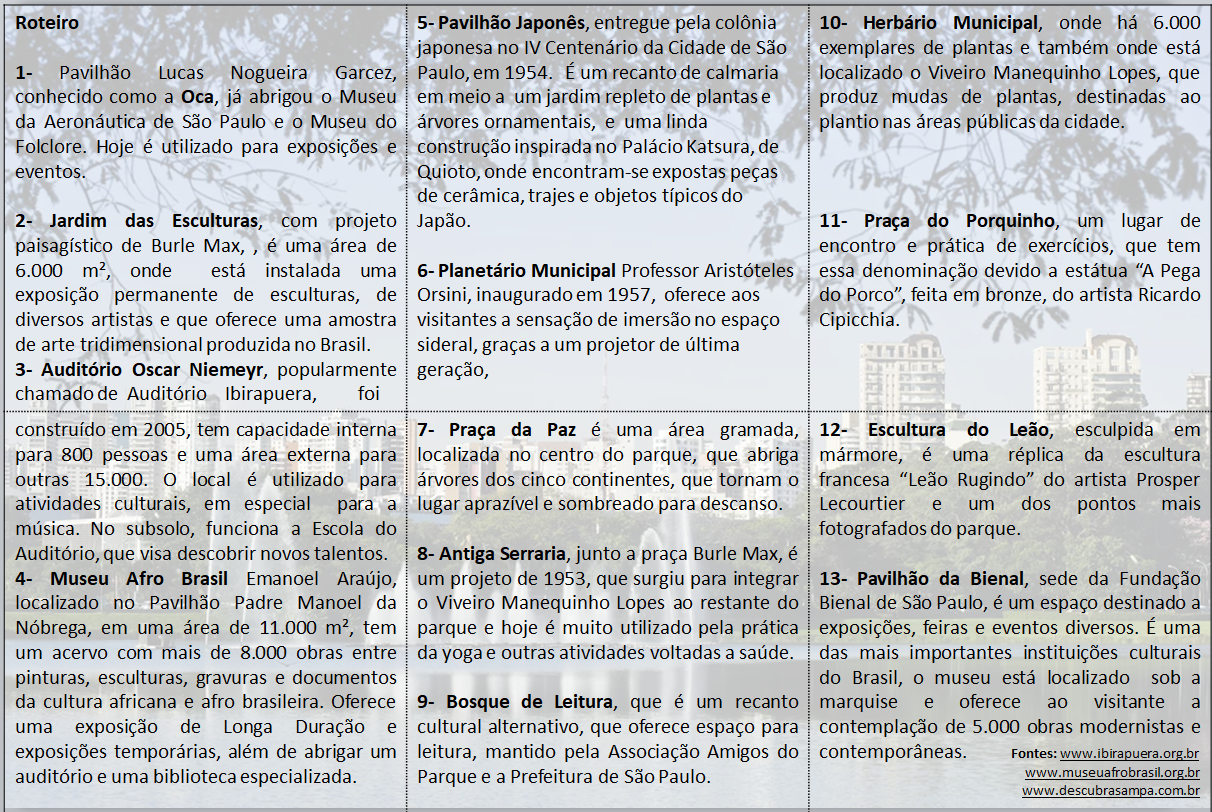 Roteiro
1- Pavilhão Lucas Nogueira Garcez,
conhecido como a Oca, já abrigou o Museu
da Aeronáutica de São Paulo e o Museu do
Folclore. Hoje é utilizado para exposições e
eventos.
2- Jardim das Esculturas, com projeto
paisagístico de Burle Max, , é uma área de
6.000 m², onde está instalada uma
exposição permanente de esculturas, de
diversos artistas e que oferece uma amostra
de arte tridimensional produzida no Brasil.
3- Auditório Oscar Niemeyr, popularmente
chamado de Auditório Ibirapuera, foi
construído em 2005, tem capacidade interna
para 800 pessoas e uma área externa para
outras 15.000. O local é utilizado para
atividades culturais, em especial para a
música. No subsolo, funciona a Escola do
Auditório, que visa descobrir novos talentos.
4- Museu Afro Brasil Emanoel Araújo,
localizado no Pavilhão Padre Manoel da
Nóbrega, em uma área de 11.000 m², tem
um acervo com mais de 8.000 obras entre
pinturas, esculturas, gravuras e documentos
da cultura africana e afro brasileira. Oferece
uma exposição de Longa Duração e
exposições temporárias, além de abrigar um
auditório e uma biblioteca especializada.
5- Pavilhão Japonês, entregue pela colônia
japonesa no IV Centenário da Cidade de São
Paulo, em 1954. É um recanto de calmaria
em meio a um jardim repleto de plantas e
árvores ornamentais, e uma linda
construção inspirada no Palácio Katsura, de
Quioto, onde encontram-se expostas peças
de cerâmica, trajes e objetos típicos do
Japão.
6- Planetário Municipal Professor Aristóteles
Orsini, inaugurado em 1957, oferece aos
visitantes a sensação de imersão no espaço
sideral, graças a um projetor de última
geração,
7- Praça da Paz é uma área gramada,
localizada no centro do parque, que abriga
árvores dos cinco continentes, que tornam o
lugar aprazível e sombreado para descanso.
8- Antiga Serraria, junto a praça Burle Max, é
um projeto de 1953, que surgiu para integrar
o Viveiro Manequinho Lopes ao restante do
parque e hoje é muito utilizado pela prática
da yoga e outras atividades voltadas a saúde.
9- Bosque de Leitura, que é um recanto
cultural alternativo, que oferece espaço para
leitura, mantido pela Associação Amigos do
Parque e a Prefeitura de São Paulo.
10- Herbário Municipal, onde há 6.000
exemplares de plantas e também onde está
localizado o Viveiro Manequinho Lopes, que
produz mudas de plantas, destinadas ao
plantio nas áreas públicas da cidade.
11- Praça do Porquinho, um lugar de
encontro e prática de exercícios, que tem
essa denominação devido a estátua “A Pega
do Porco”, feita em bronze, do artista Ricardo
Cipicchia.
12- Escultura do Leão, esculpida em
mármore, é uma réplica da escultura
francesa “Leão Rugindo” do artista Prosper
Lecourtier e um dos pontos mais
fotografados do parque.
13- Pavilhão da Bienal, sede da Fundação
Bienal de São Paulo, é um espaço destinado a
exposições, feiras e eventos diversos. É uma
das mais importantes instituições culturais
do Brasil, o museu está localizado sob a
marquise e oferece ao visitante a
contemplação de 5.000 obras modernistas e
contemporâneas. Fontes: www.ibirapuera.org.br
www.museuafrobrasil.org.br
www.descubrasampa.com.br